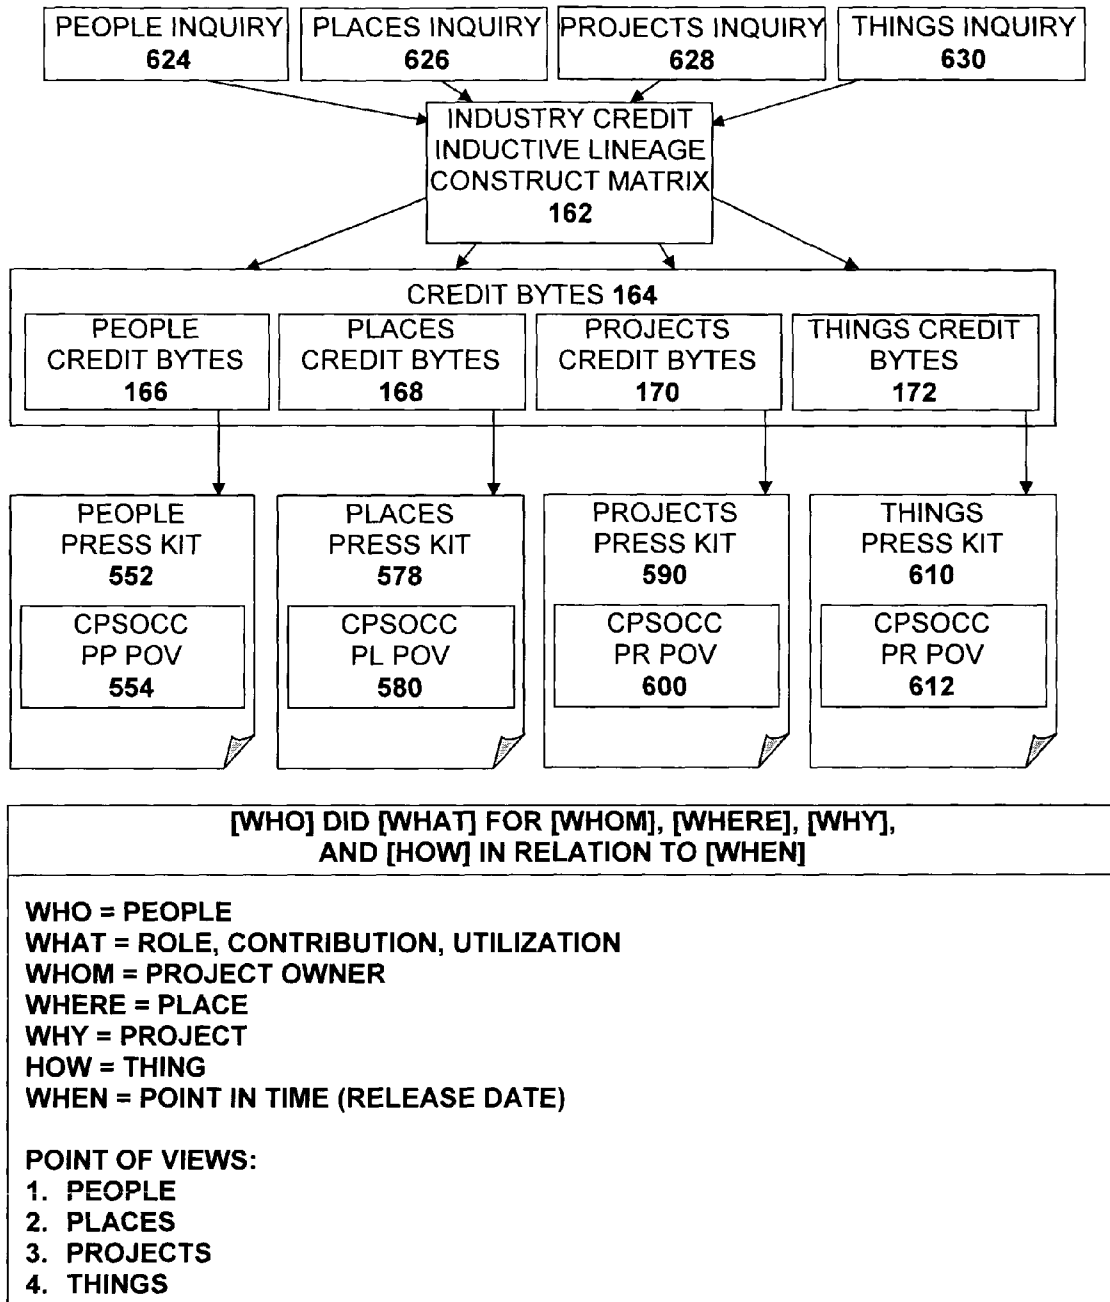 PEOPLE INQUIRY
624
PLACES INQUIRY
626
PROJECTS INQUIRY
628
THINGS INQUIRY
630
INDUSTRY CREDIT
INDUCTIVE LINEAGE
CONSTRUCT MATRIX
162
CREDIT BYTES 164
PEOPLE
CREDIT BYTES
166
PLACES
CREDIT BYTES
168
PROJECTS
CREDIT BYTES
170
THINGS CREDIT
BYTES
172
PEOPLE
PRESS KIT
552
CPSOCC
PP POV
554
PLACES
PRESS KIT
578
CPSOCC
PL POV
580
PROJECTS
PRESS KIT
590
CPSOCC
PR POV
600
THINGS
PRESS KIT
610
CPSOCC
PR POV
612
[WHO] DID [WHAT] FOR [WHOM], [WHERE], [WHY],
AND [HOW] IN RELATION TO [WHEN]
WHO = PEOPLE
WHAT = ROLE, CONTRIBUTION, UTILIZATION
WHOM = PROJECT OWNER
WHERE = PLACE
WHY = PROJECT
HOW = THING
WHEN = POINT IN TIME (RELEASE DATE)
POINT OF VIEWS:
1. PEOPLE
2. PLACES
3. PROJECTS
4. THINGS